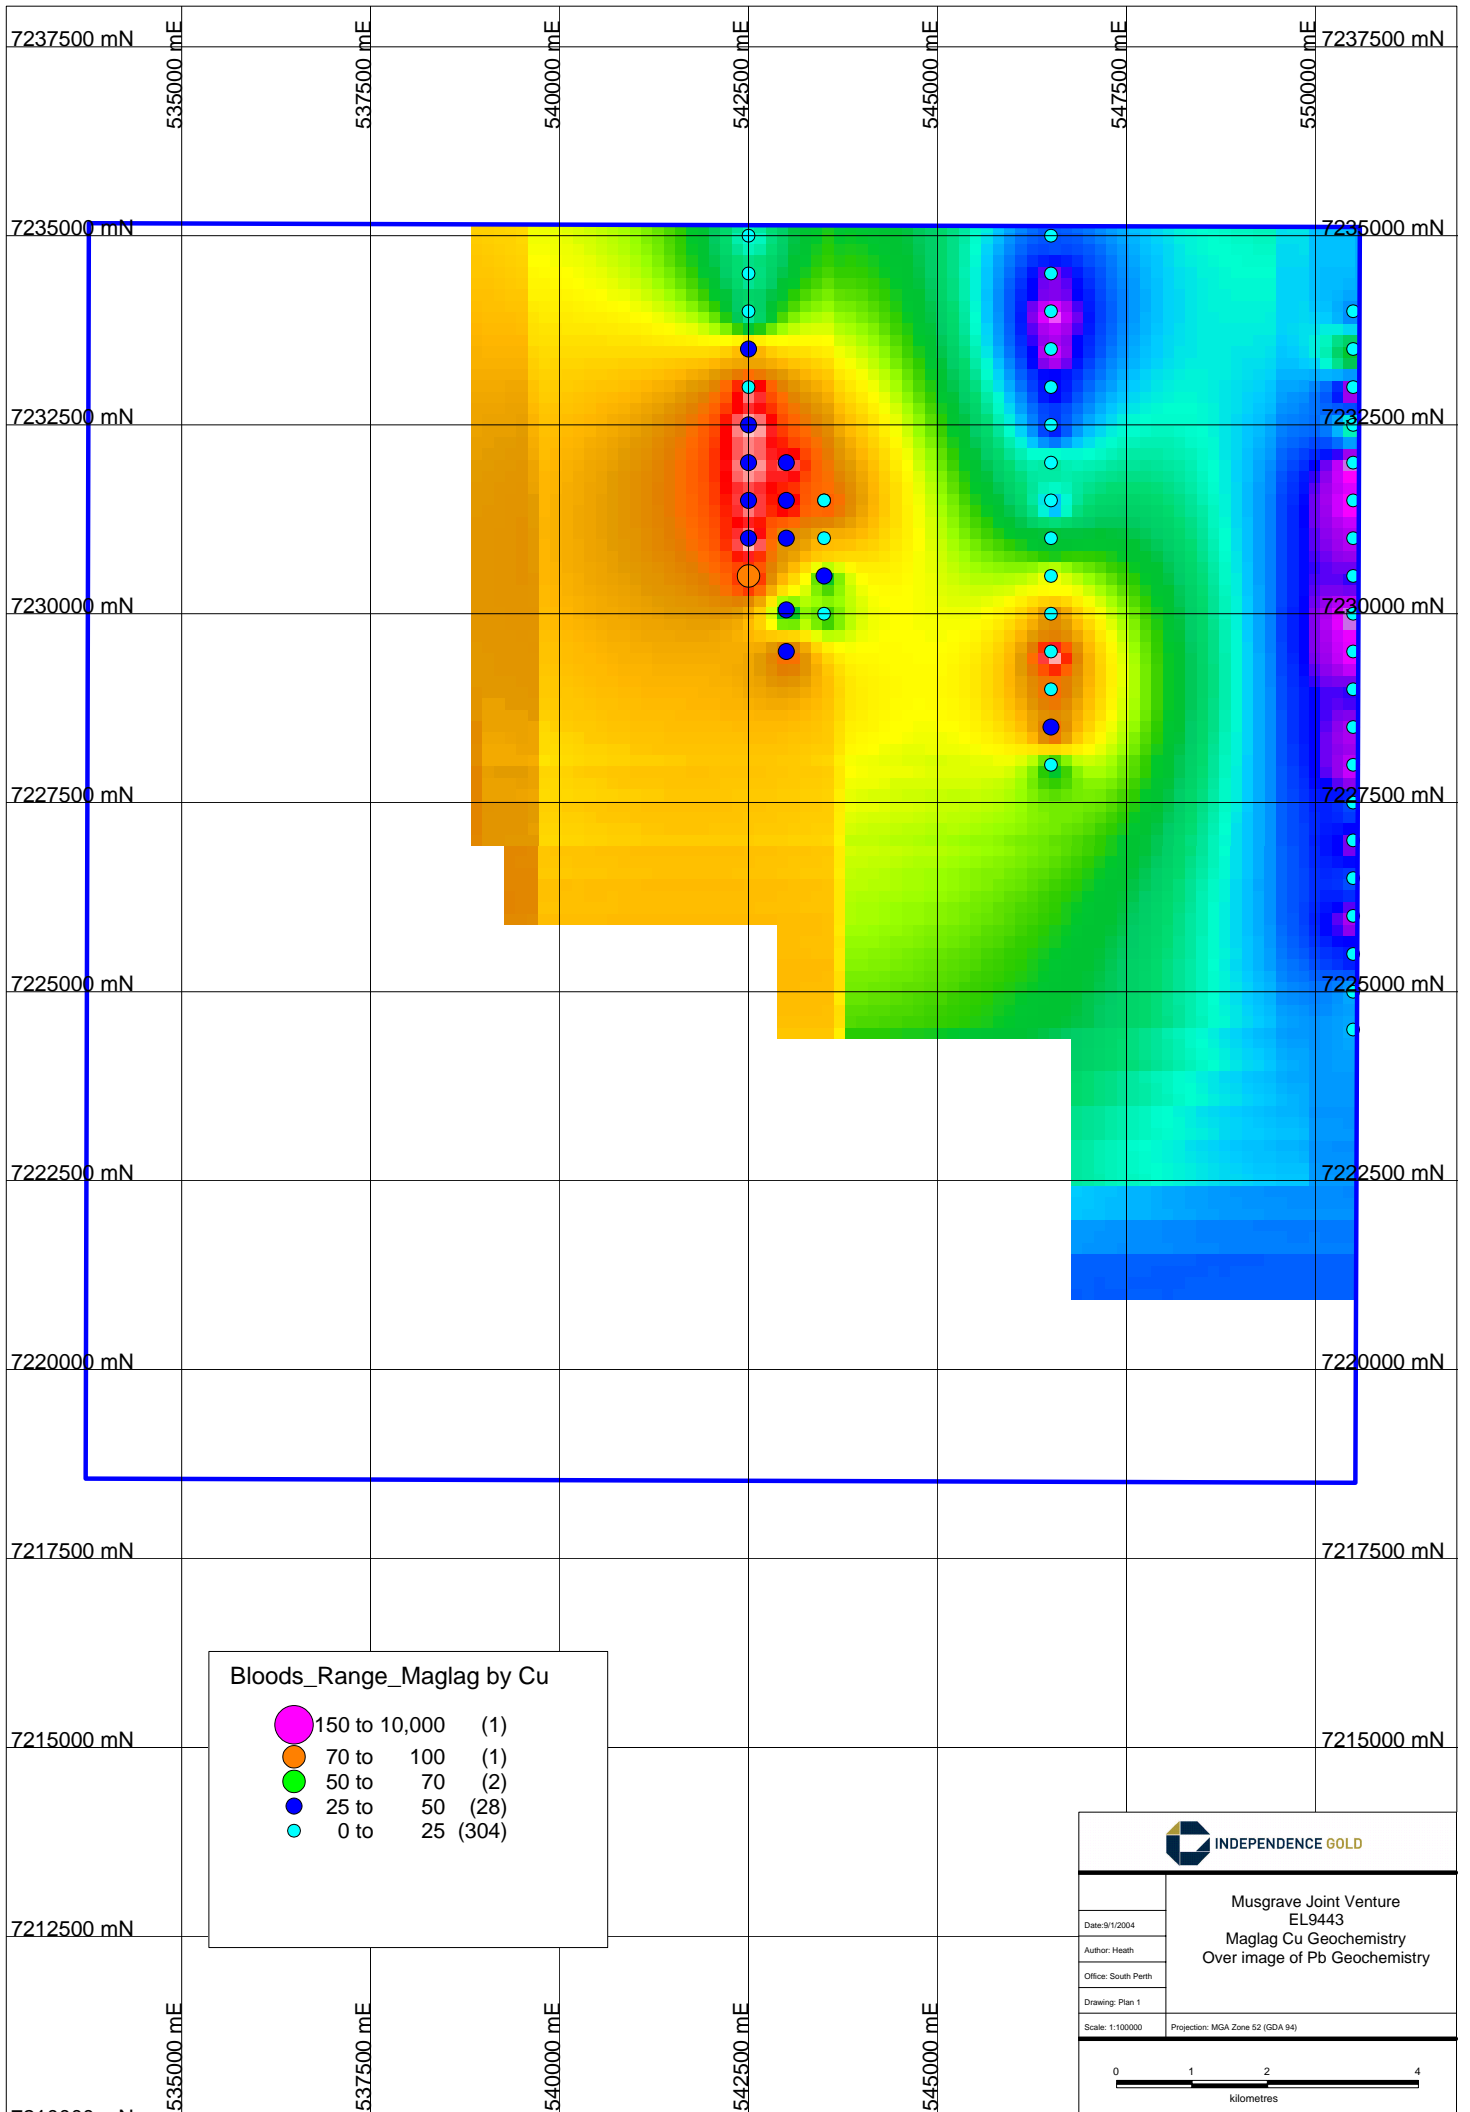 535000 mE
537500 mE
540000 mE
542500 mE
545000 mE
547500 mE
550000 mE
7237500 mN 7237500 mN
7235000 mN 7235000 mN
7232500 mN 7232500 mN
7230000 mN 7230000 mN
7227500 mN 7227500 mN
7225000 mN 7225000 mN
7222500 mN 7222500 mN
7220000 mN 7220000 mN
7217500 mN 7217500 mN
7215000 mN 7215000 mN
7212500 mN
Bloods_Range_Maglag by Cu
150 to 10,000 (1)
70 to 100 (1)
50 to 70 (2)
25 to 50 (28)
0 to 25 (304)
535000 mE
537500 mE
540000 mE
542500 mE
545000 mE
INDEPENDENCE GOLD
Musgrave Joint Venture
EL9443
Maglag Cu Geochemistry
Over image of Pb Geochemistry
Date:9/1/2004
Author: Heath
Office: South Perth
Drawing: Plan 1
Scale: 1:100000
Projection: MGA Zone 52 (GDA 94)
0 1 2 4
kilometres